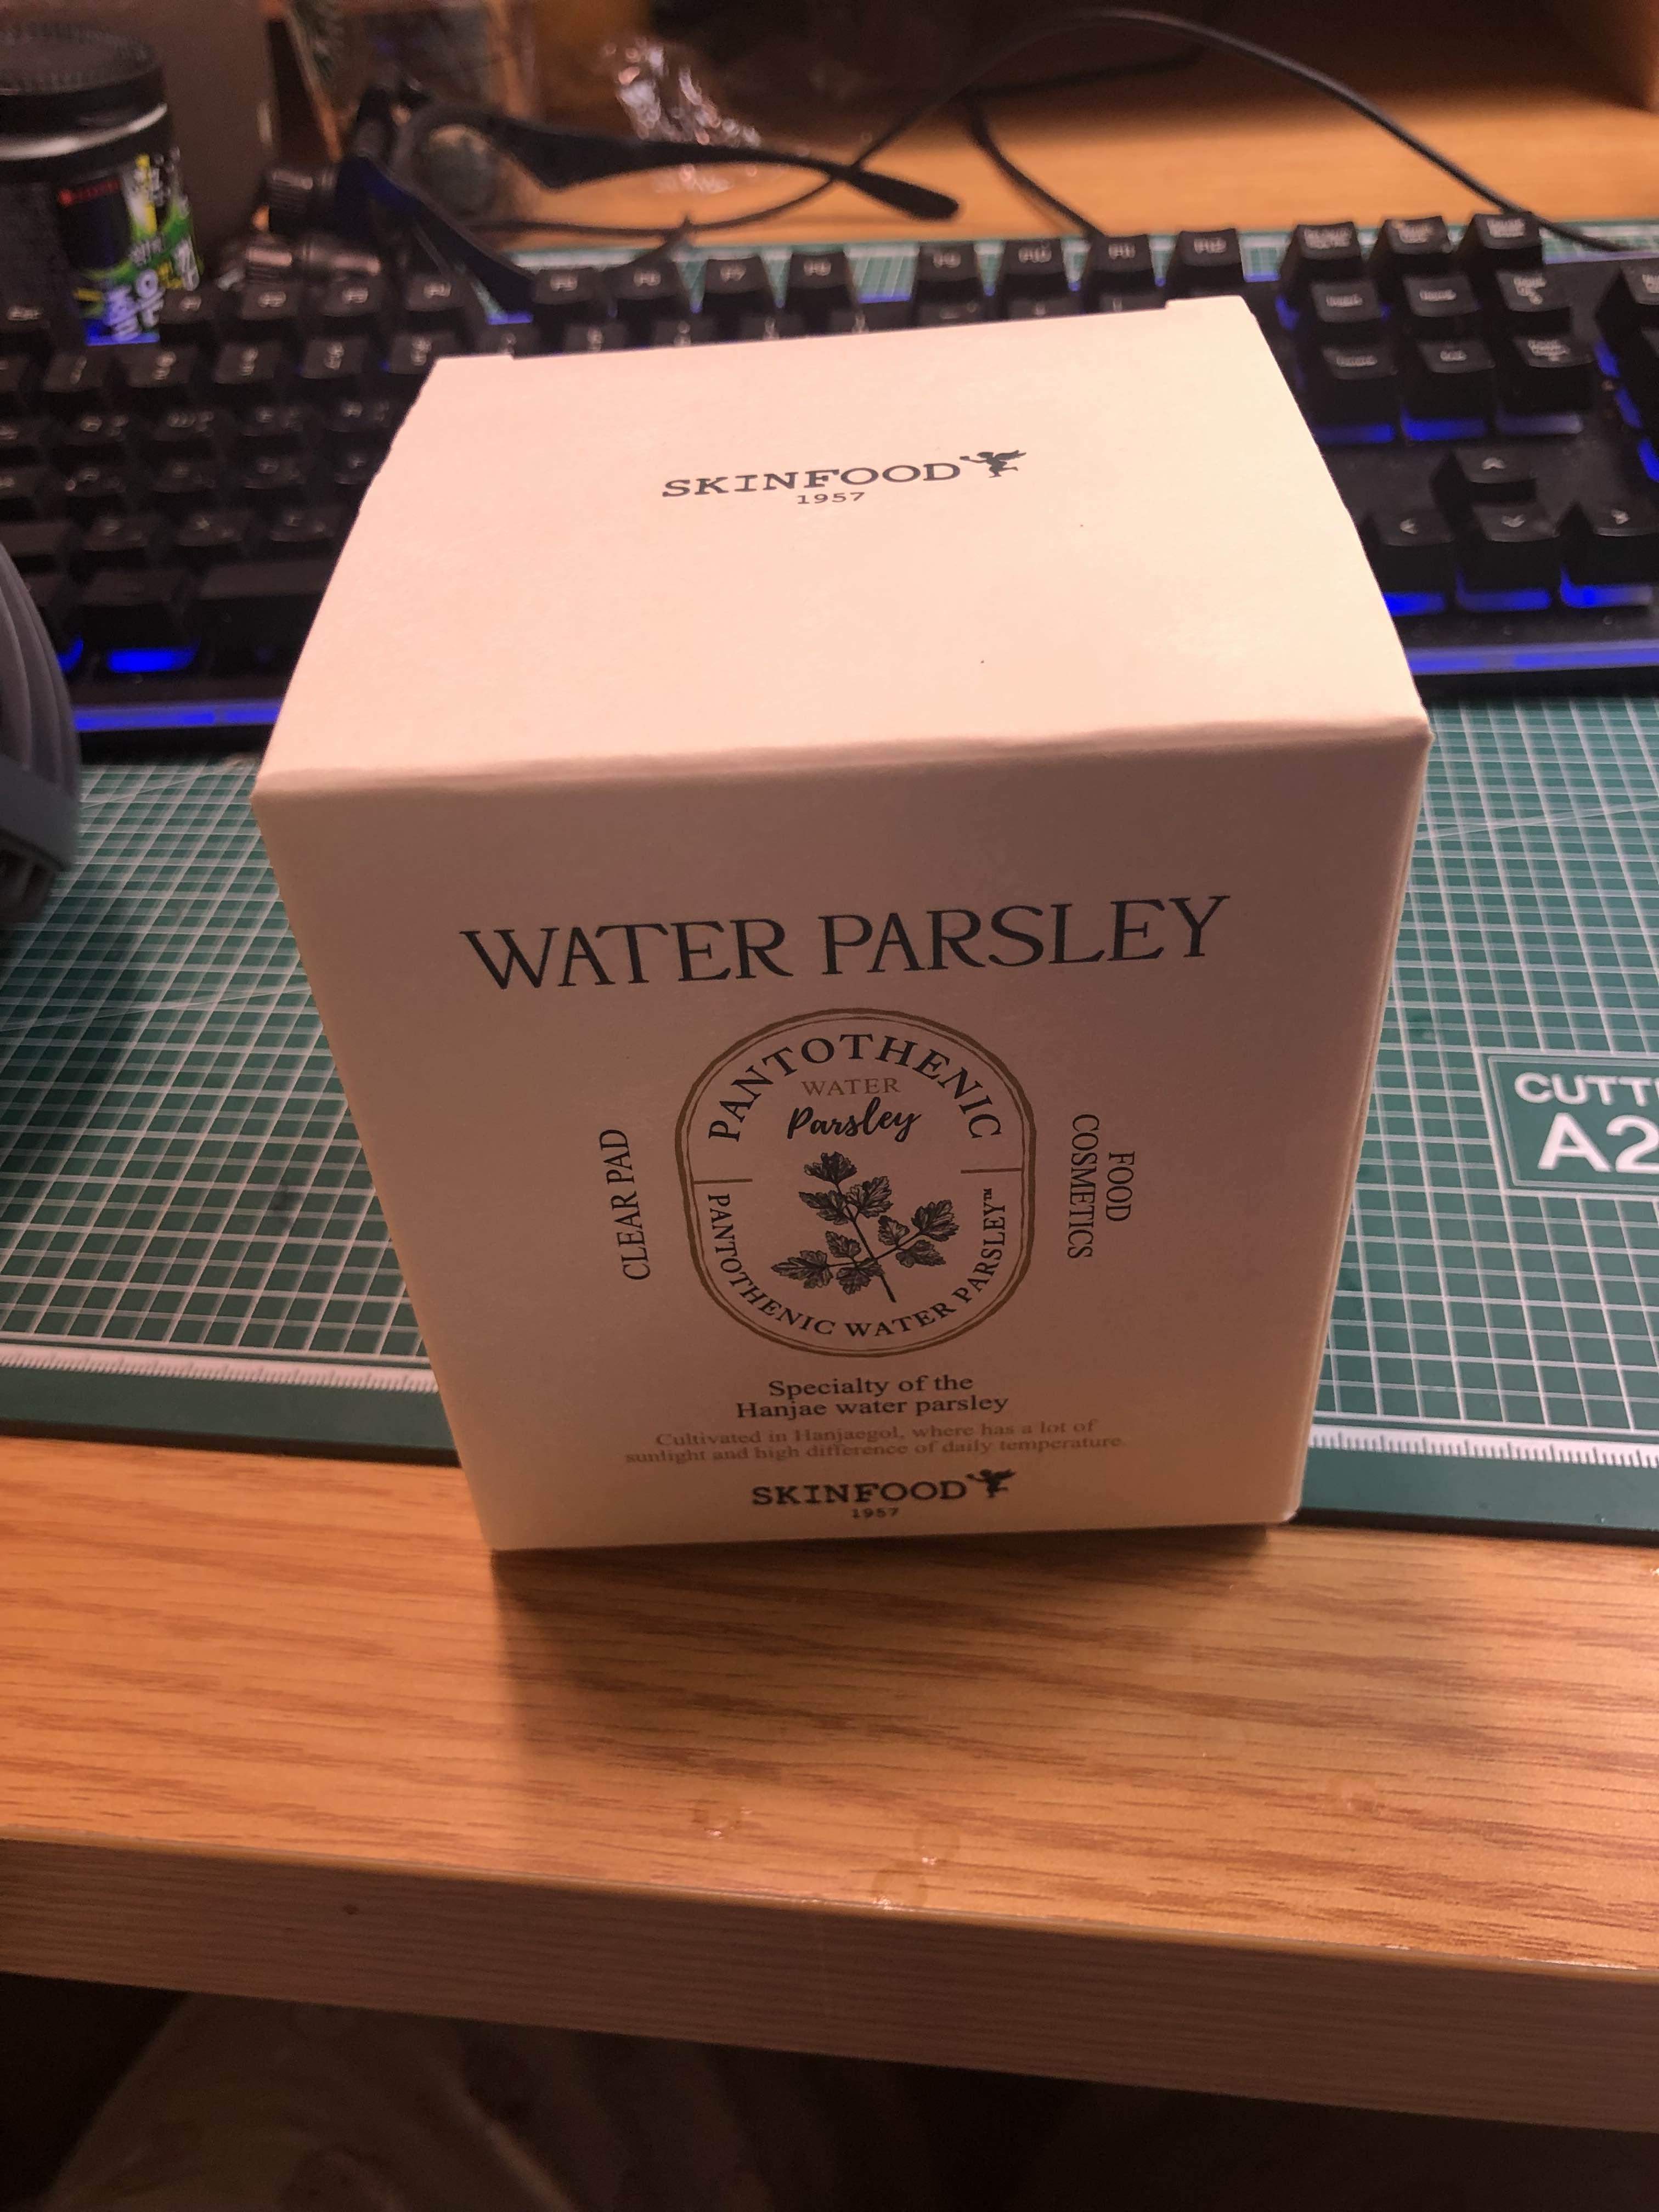 SKINFOOD
1957
WATER PARSLEY
PANTOTHENIC
WATER
Parsley
CLEAR PAD
FOOD
COSMETICS
PANTOTHENIC WATER PARSLEY™
Specialty of the
Hanjae water parsley
Cultivated in Hanjaegol, where has a lot of
sunlight and high difference of daily temperature.
SKINFOOD
1957
CUTTI
A2